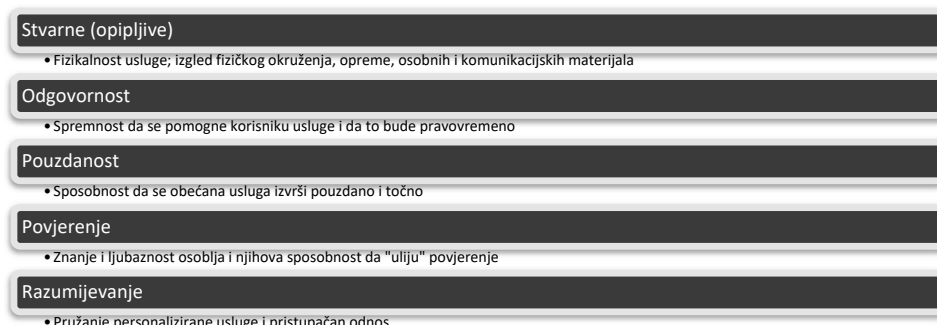 Stvarne (opipljive)
• Fizikalnost usluge; izgled fizičkog okruženja, opreme, osobnih i komunikacijskih materijala
Odgovornost
• Spremnost da se pomogne korisniku usluge i da to bude pravovremeno
Pouzdanost
• Sposobnost da se obećana usluga izvrši pouzdano i točno
Povjerenje
• Znanje i ljubaznost osoblja i njihova sposobnost da "uliju" povjerenje
Razumijevanje
• Pružanje personalizirane usluge i pristupačan odnos